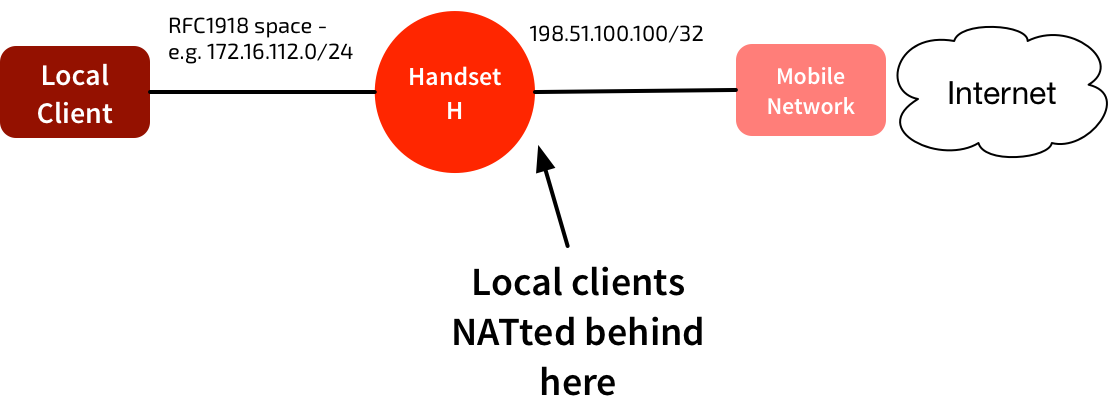 RFC1918 space -
e.g. 172.16.112.0/24
198.51.100.100/32
Local
Client
Handset
H
Mobile
Network
Internet
Local clients
NATted behind
here